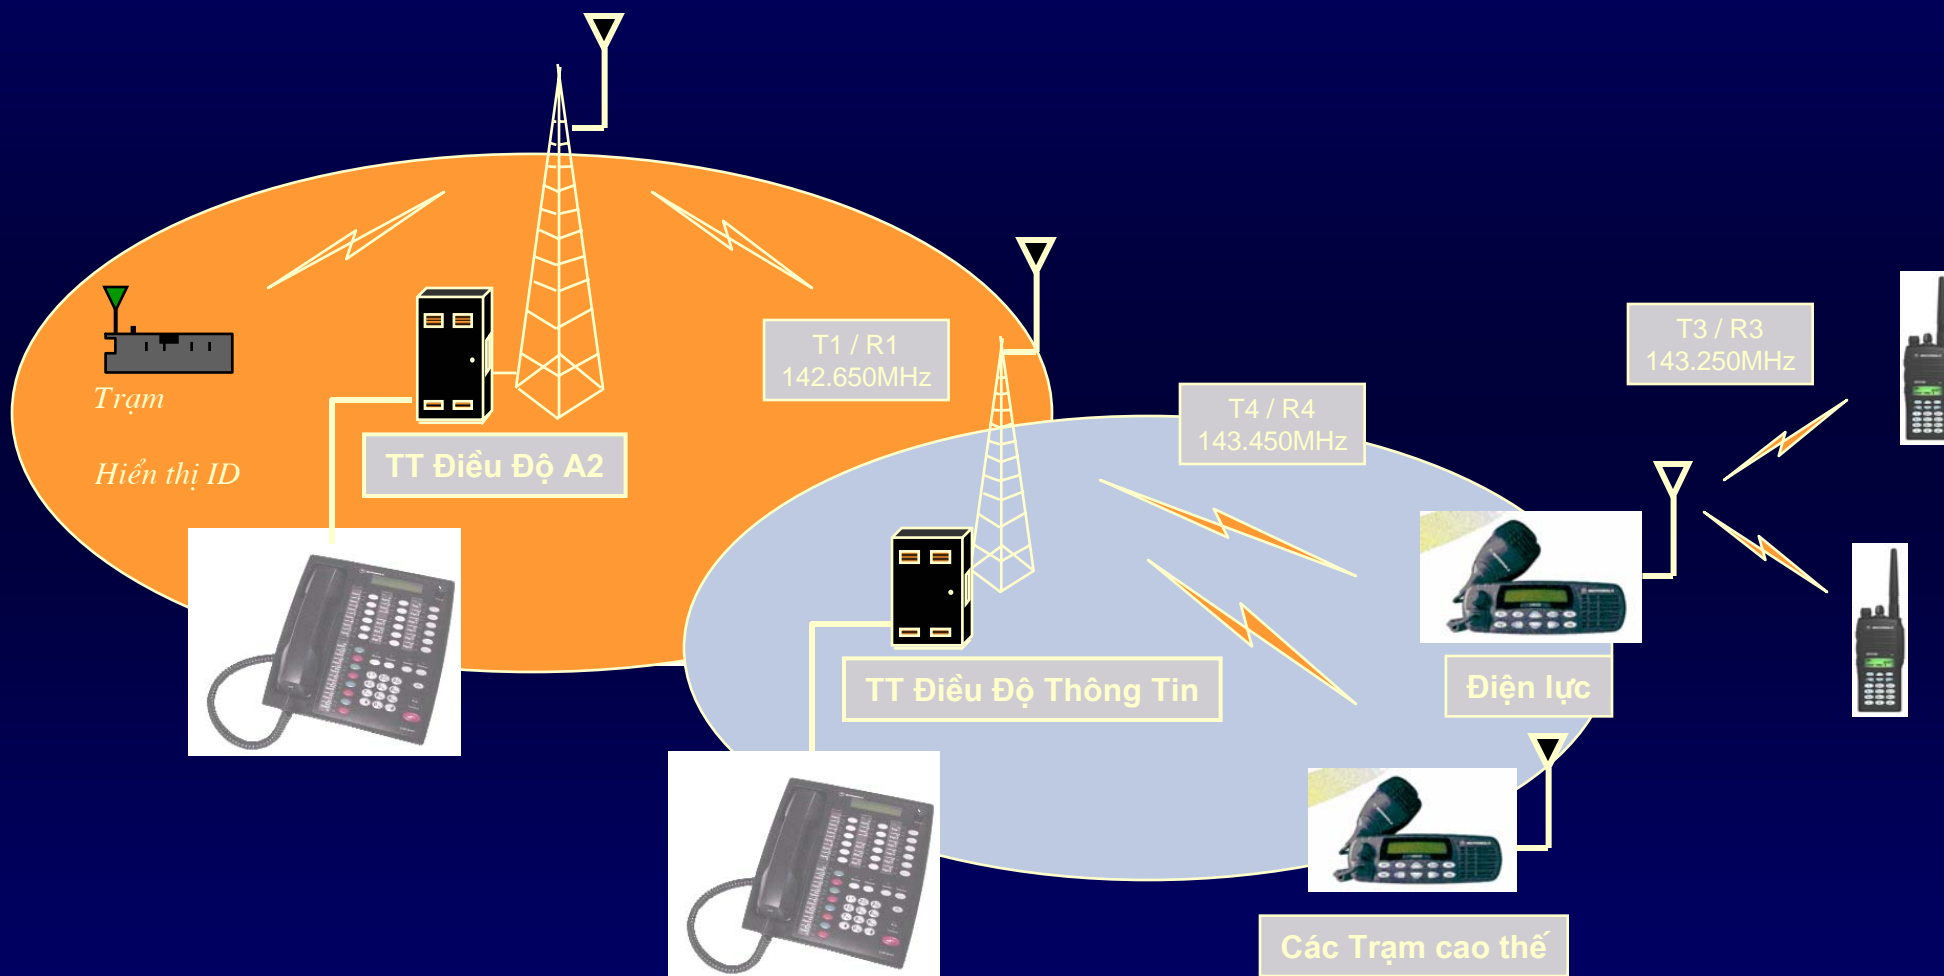 T1 / R1
142.650MHz
T3 / R3
143.250MHz
T4 / R4
143.450MHz
Trạm
Hiển thị ID
TT Điều Độ A2
TT Điều Độ Thông Tin
Điện lực
Các Trạm cao thế